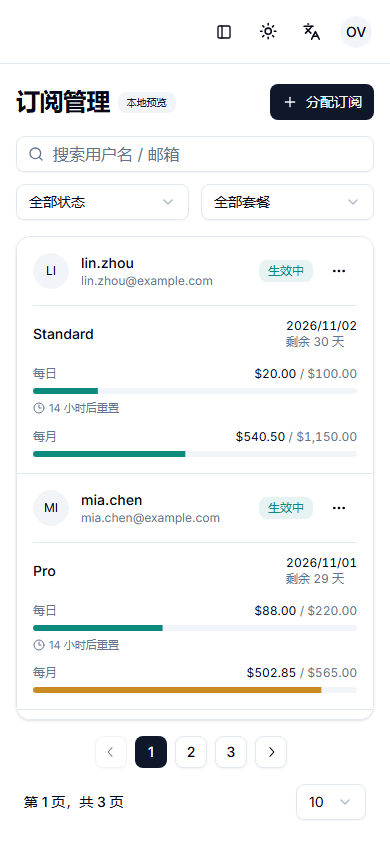 OV
订阅管理 本地预览 + 分配订阅
搜索用户名 / 邮箱
全部状态 全部套餐
LI lin.zhou 生效中 ...
lin.zhou@example.com
Standard 2026/11/02
剩余 30 天
每日 $20.00 / $100.00
14 小时后重置
每月 $540.50 / $1,150.00
MI mia.chen 生效中 ...
mia.chen@example.com
Pro 2026/11/01
剩余 29 天
每日 $88.00 / $220.00
14 小时后重置
每月 $502.85 / $565.00
1 2 3
第 1 页，共 3 页 10